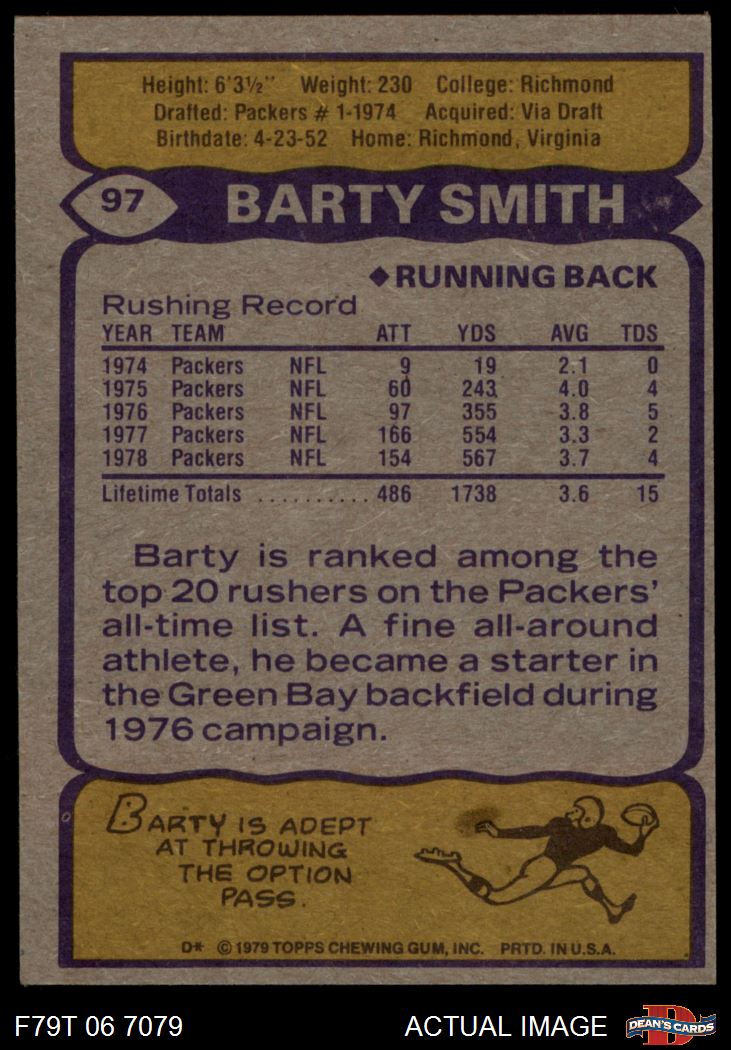 Height: 6'3½" Weight: 230 College: Richmond
Drafted: Packers # 1-1974 Acquired: Via Draft
Birthdate: 4-23-52 Home: Richmond, Virginia
97 BARTY SMITH
◆RUNNING BACK
Rushing Record
YEAR TEAM ATT YDS AVG TDS
1974 Packers NFL 9 19 2.1 0
1975 Packers NFL 60 243 4.0 4
1976 Packers NFL 97 355 3.8 5
1977 Packers NFL 166 554 3.3 2
1978 Packers NFL 154 567 3.7 4
Lifetime Totals .......... 486 1738 3.6 15
Barty is ranked among the
top 20 rushers on the Packers'
all-time list. A fine all-around
athlete, he became a starter in
the Green Bay backfield during
1976 campaign.
BARTY IS ADEPT
AT THROWING
THE OPTION
PASS.
D* © 1979 TOPPS CHEWING GUM, INC. PRTD. IN U.S.A.
F79T 06 7079 ACTUAL IMAGE D DEAN'S CARDS